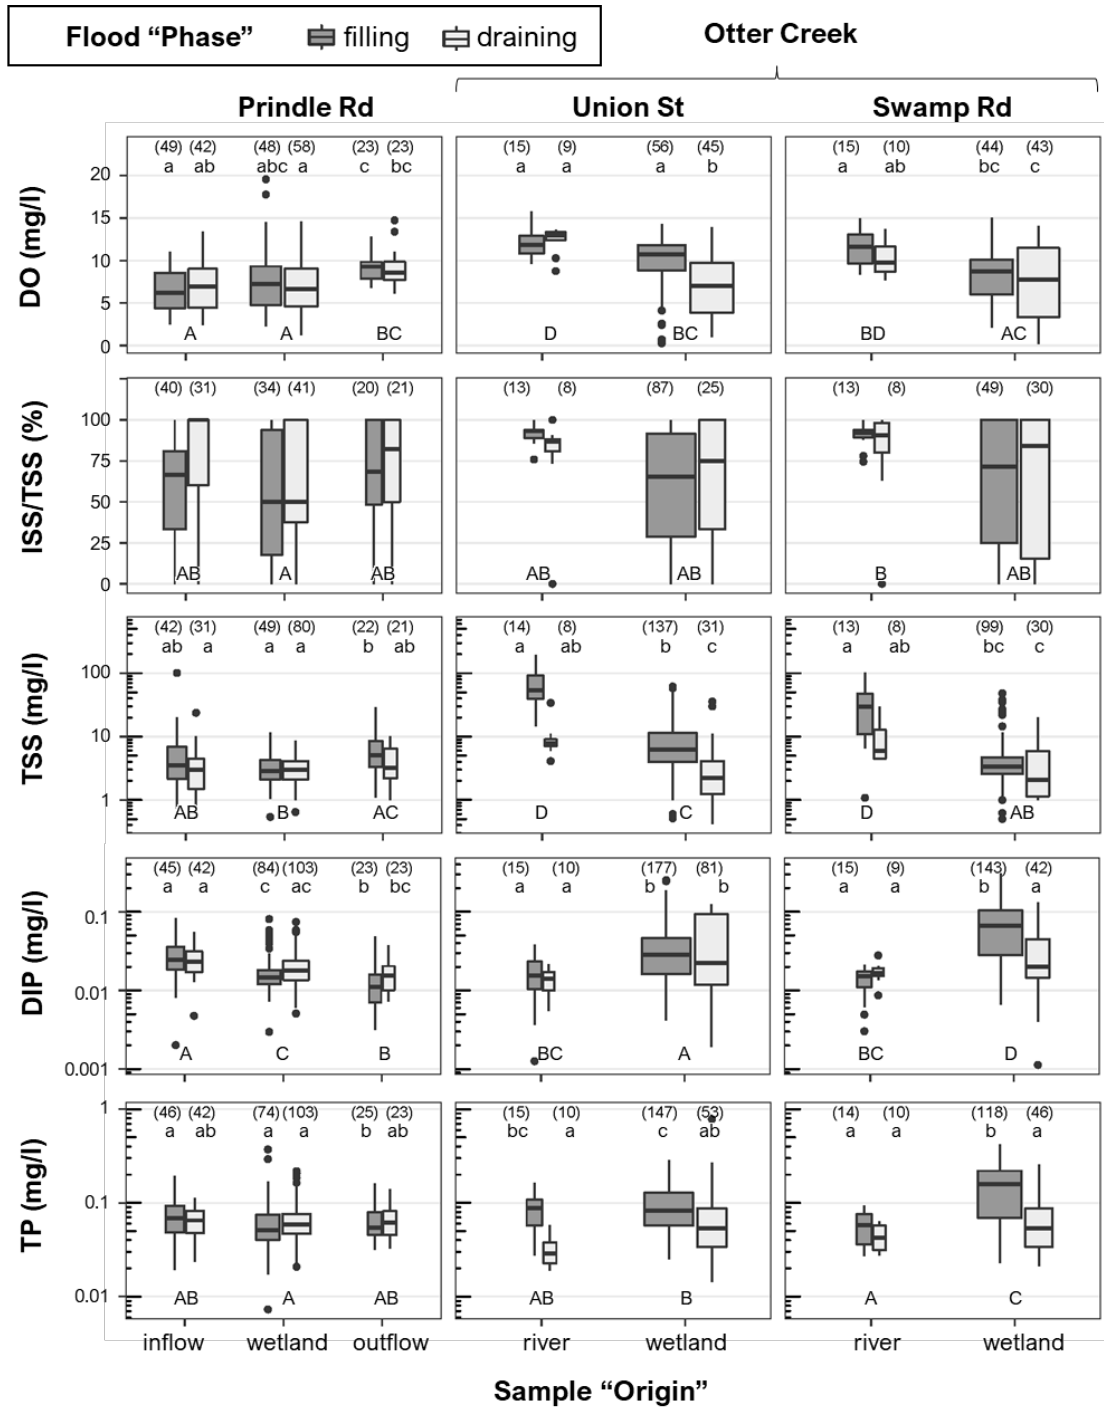 Flood “Phase” filling draining
Otter Creek
Prindle Rd Union St Swamp Rd
DO (mg/l)
(49) (42) (48) (58) (23) (23) (15) (9) (56) (45) (15) (10) (44) (43)
a ab abc a c bc a a a b a ab bc c
20
15
10
5
0
A A BC D BC BD AC
ISS/TSS (%)
(40) (31) (34) (41) (20) (21) (13) (8) (87) (25) (13) (8) (49) (30)
100
75
50
25
0
AB A AB AB AB B AB
TSS (mg/l)
(42) (31) (49) (80) (22) (21) (14) (8) (137) (31) (13) (8) (99) (30)
ab a a a b ab a ab b c a ab bc c
100
10
1
AB B AC D C D AB
DIP (mg/l)
(45) (42) (84) (103) (23) (23) (15) (10) (177) (81) (15) (9) (143) (42)
a a c ac b bc a a b b a a b a
0.1
0.01
0.001
A C B BC A BC D
TP (mg/l)
1
(46) (42) (74) (103) (25) (23) (15) (10) (147) (53) (14) (10) (118) (46)
a ab a a b ab bc a c ab a a b a
0.1
0.01
AB A AB AB B A C
inflow wetland outflow river wetland river wetland
Sample “Origin”